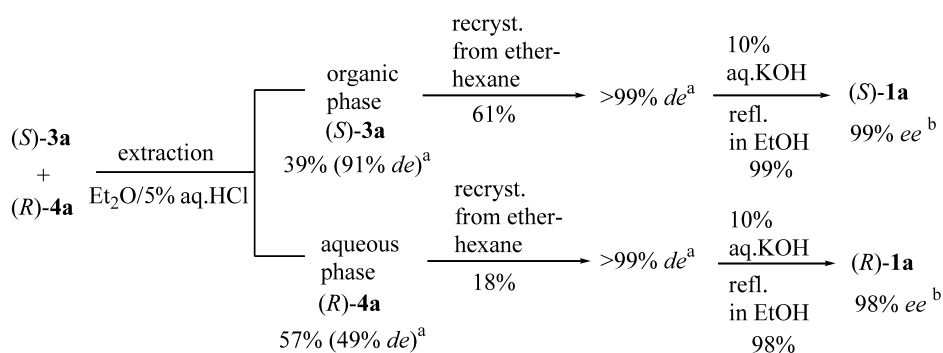 (S)-3a
+
(R)-4a
extraction
Et2O/5% aq.HCl
organic
phase
(S)-3a
39% (91% de)a
recryst.
from ether-
hexane
61%
>99% dea
10%
aq.KOH
refl.
in EtOH
99%
(S)-1a
99% ee b
aqueous
phase
(R)-4a
57% (49% de)a
recryst.
from ether-
hexane
18%
>99% dea
10%
aq.KOH
refl.
in EtOH
98%
(R)-1a
98% ee b